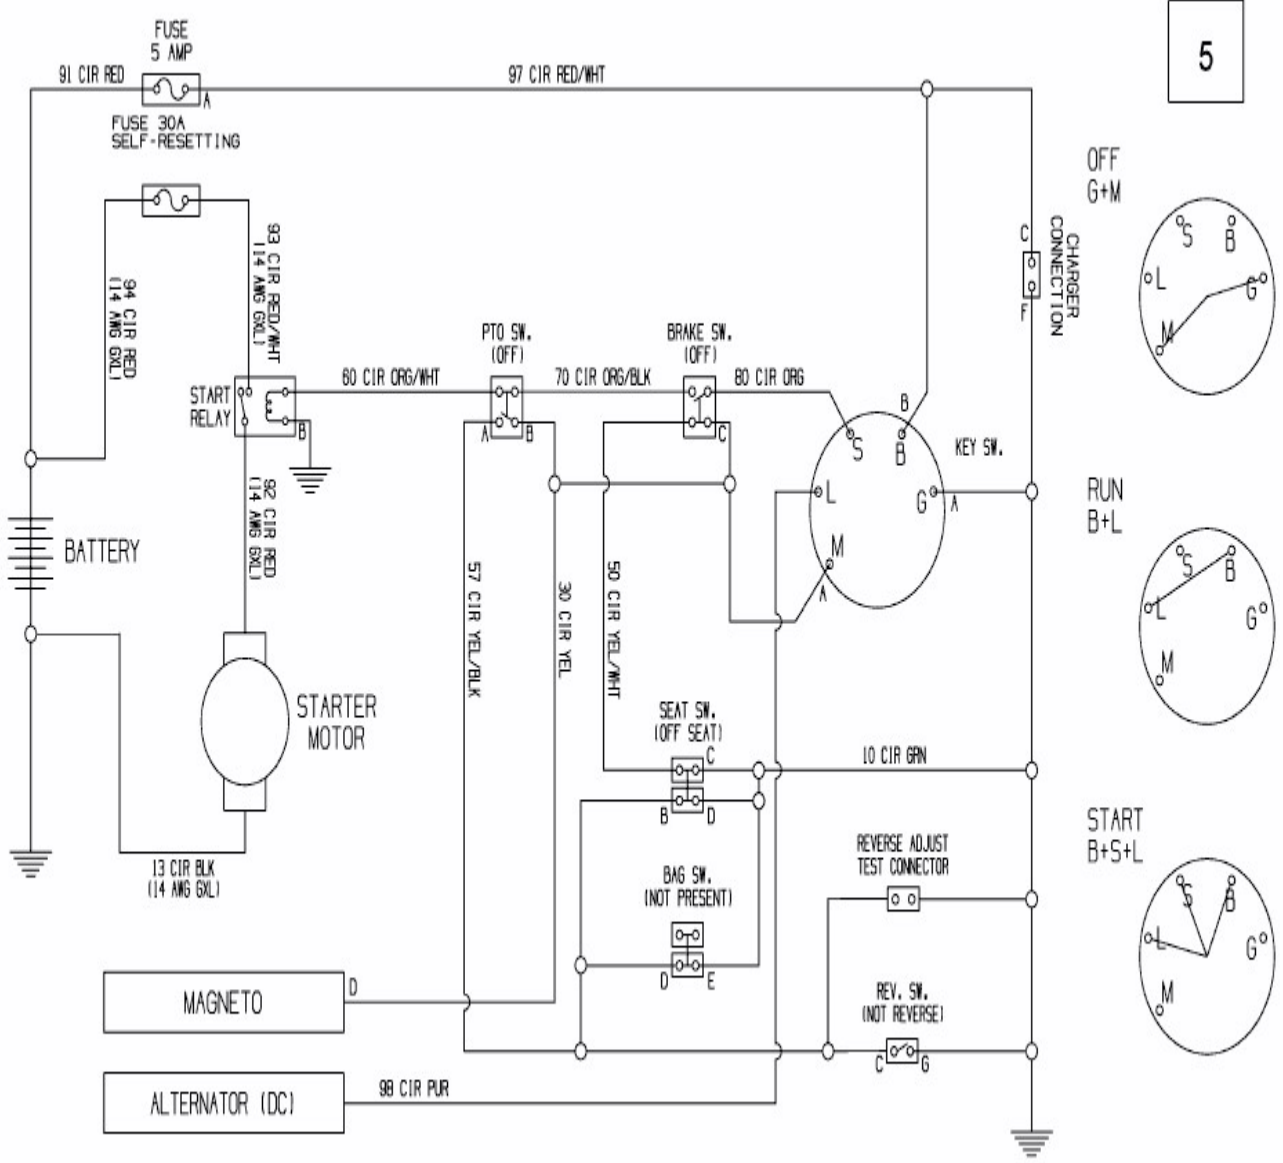 FUSE
5 AMP
91 CIR RED
97 CIR RED/WHT
5
A
FUSE 30A
SELF-RESETTING
OFF
G+M
S
B
L
G
M
93 CIR RED/WHT
(14 AWG GXL)
94 CIR RED
(14 AWG GXL)
C
CHARGER
CONNECTION
F
PTO SW.
(OFF)
BRAKE SW.
(OFF)
60 CIR ORG/WHT
70 CIR ORG/BLK
80 CIR ORG
START
RELAY
B
A
B
C
B
S
B
KEY SW.
L
G
A
M
A
92 CIR RED
(14 AWG GXL)
BATTERY
RUN
B+L
S
B
L
G
M
57 CIR YEL/BLK
30 CIR YEL
50 CIR YEL/WHT
STARTER
MOTOR
SEAT SW.
(OFF SEAT)
C
10 CIR GRN
B
D
START
B+S+L
S
B
L
G
M
REVERSE ADJUST
TEST CONNECTOR
13 CIR BLK
(14 AWG GXL)
BAG SW.
(NOT PRESENT)
D
E
MAGNETO
D
REV. SW.
(NOT REVERSE)
C
G
ALTERNATOR (DC)
98 CIR PUR